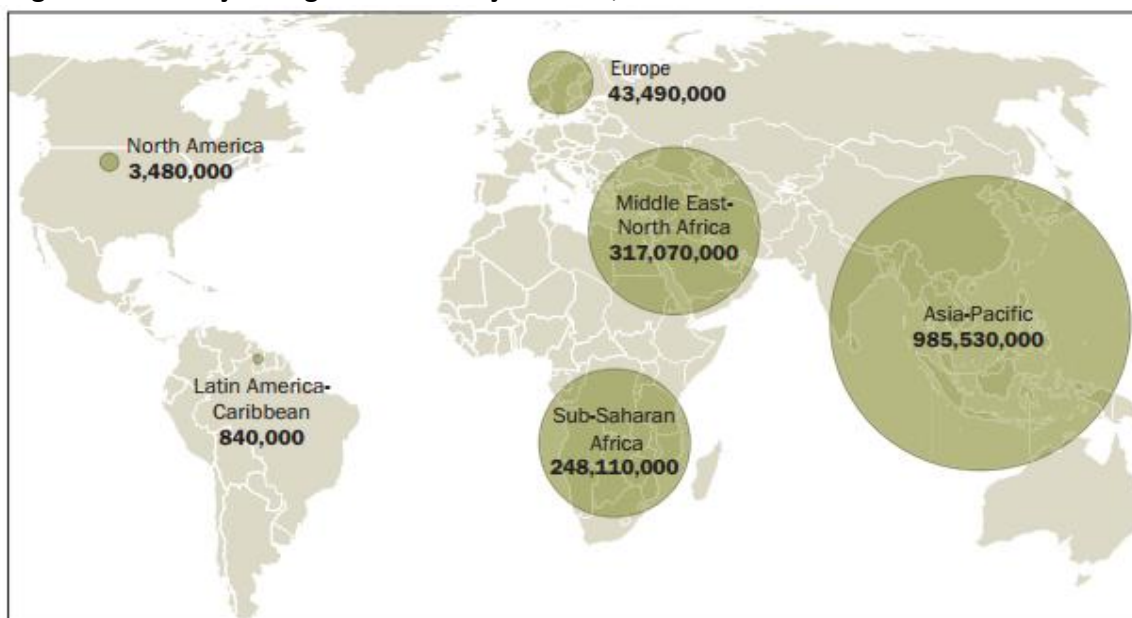 Europe
43,490,000
North America
3,480,000
Middle East-
North Africa
317,070,000
Asia-Pacific
985,530,000
Latin America-
Caribbean
840,000
Sub-Saharan
Africa
248,110,000